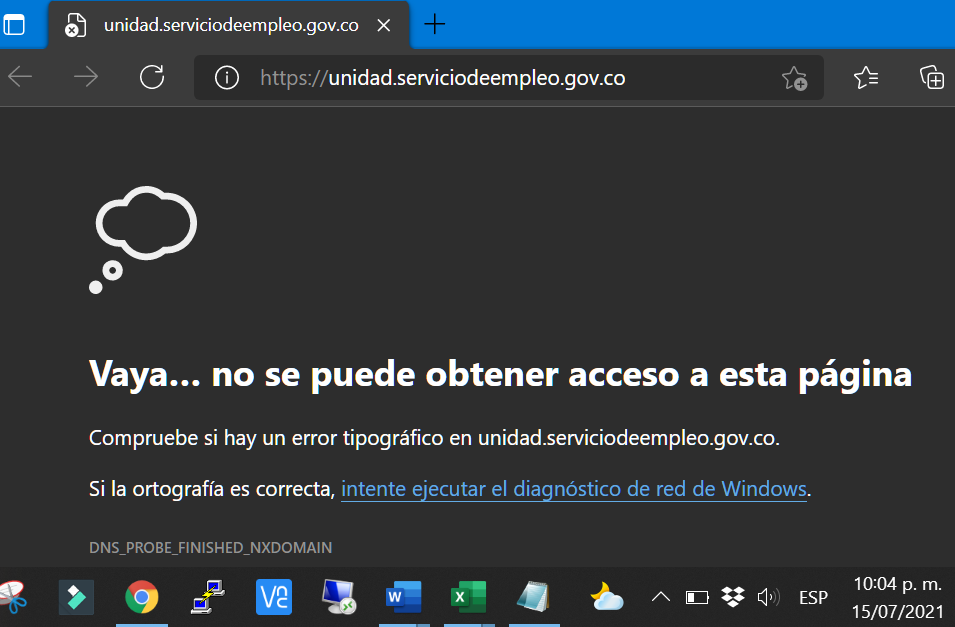 unidad.serviciodeempleo.gov.co
https://unidad.serviciodeempleo.gov.co
Vaya... no se puede obtener acceso a esta página
Compruebe si hay un error tipográfico en unidad.serviciodeempleo.gov.co.
Si la ortografía es correcta, intente ejecutar el diagnóstico de red de Windows.
DNS_PROBE_FINISHED_NXDOMAIN
ESP
10:04 p. m.
15/07/2021